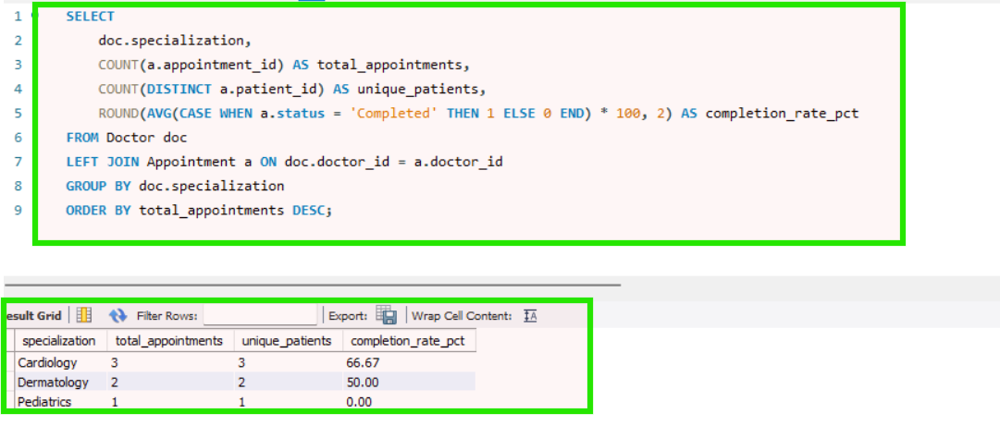 1 SELECT
2 doc.specialization,
3 COUNT(a.appointment_id) AS total_appointments,
4 COUNT(DISTINCT a.patient_id) AS unique_patients,
5 ROUND(AVG(CASE WHEN a.status = 'Completed' THEN 1 ELSE 0 END) * 100, 2) AS completion_rate_pct
6 FROM Doctor doc
7 LEFT JOIN Appointment a ON doc.doctor_id = a.doctor_id
8 GROUP BY doc.specialization
9 ORDER BY total_appointments DESC;
esult Grid Filter Rows: Export: Wrap Cell Content: IA
specialization total_appointments unique_patients completion_rate_pct
Cardiology 3 3 66.67
Dermatology 2 2 50.00
Pediatrics 1 1 0.00